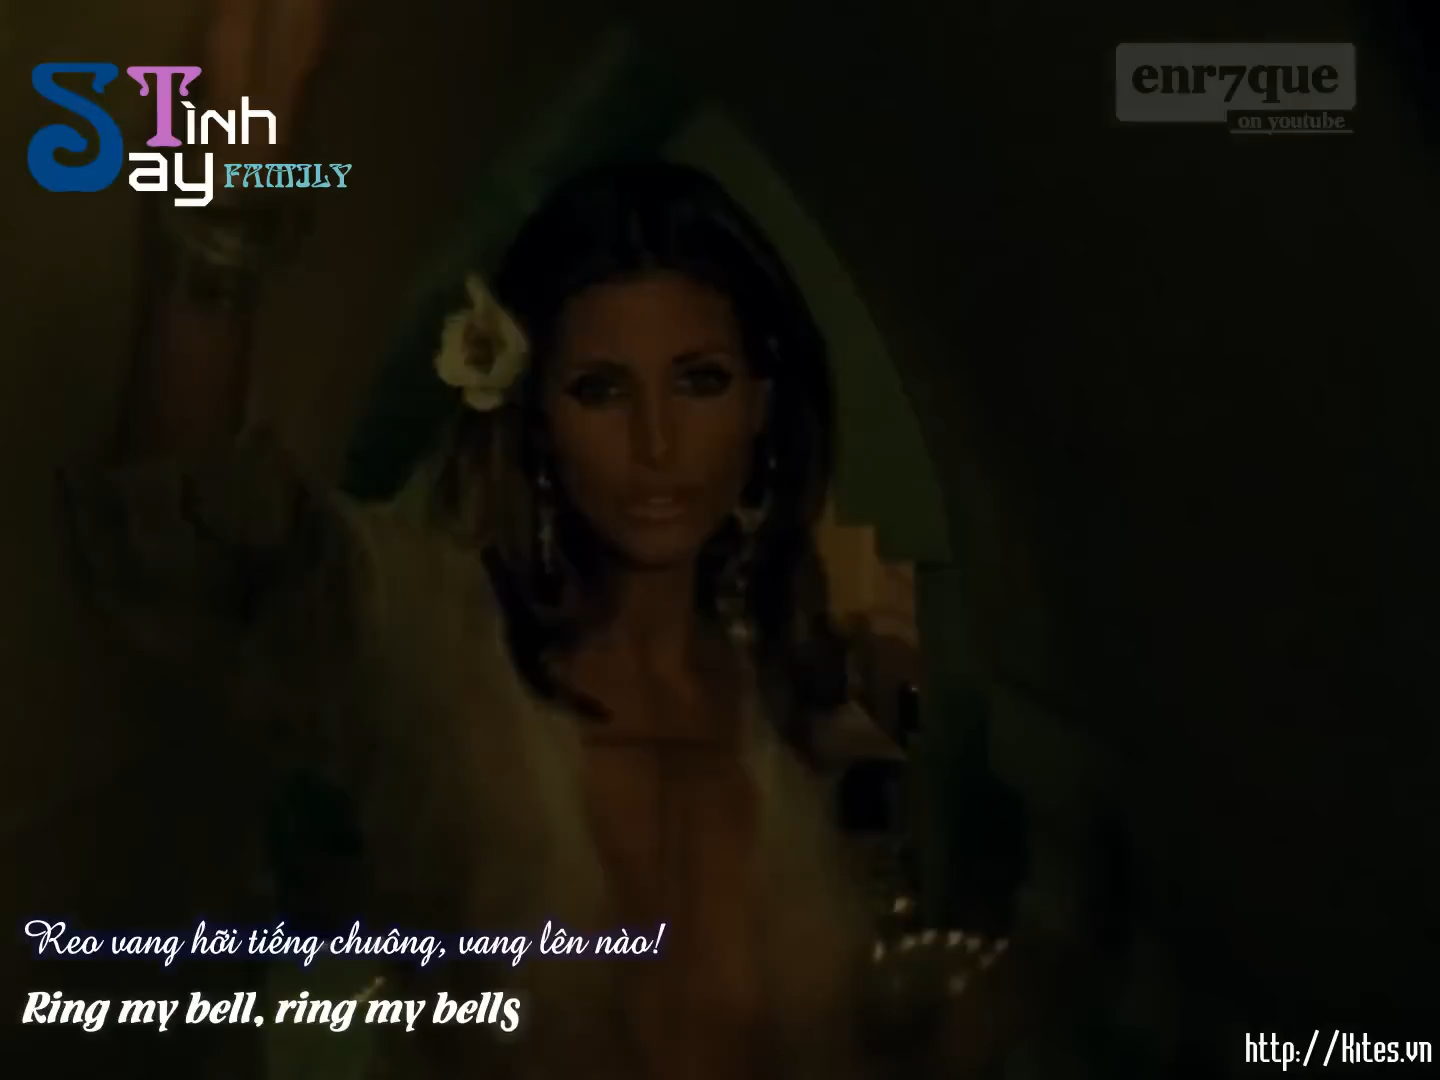 STình
Say FAMILY
enr7que
on youtube
Reo vang hỡi tiếng chuông, vang lên nào!
Ring my bell, ring my bells
http://Kites.vn